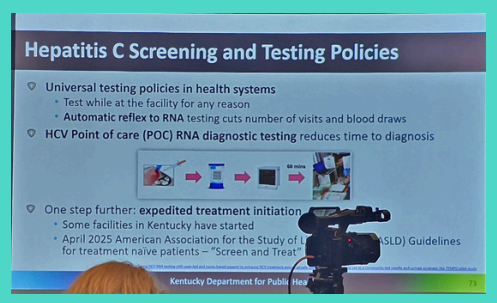 Hepatitis C Screening and Testing Policies
Universal testing policies in health systems
• Test while at the facility for any reason
• Automatic reflex to RNA testing cuts number of visits and blood draws
HCV Point of care (POC) RNA diagnostic testing reduces time to diagnosis
60 mins
One step further: expedited treatment initiation
• Some facilities in Kentucky have started
• April 2025 American Association for the Study of L ASLD) Guidelines
for treatment naïve patients – "Screen and Treat"
Kentucky Department for Public Hea
73